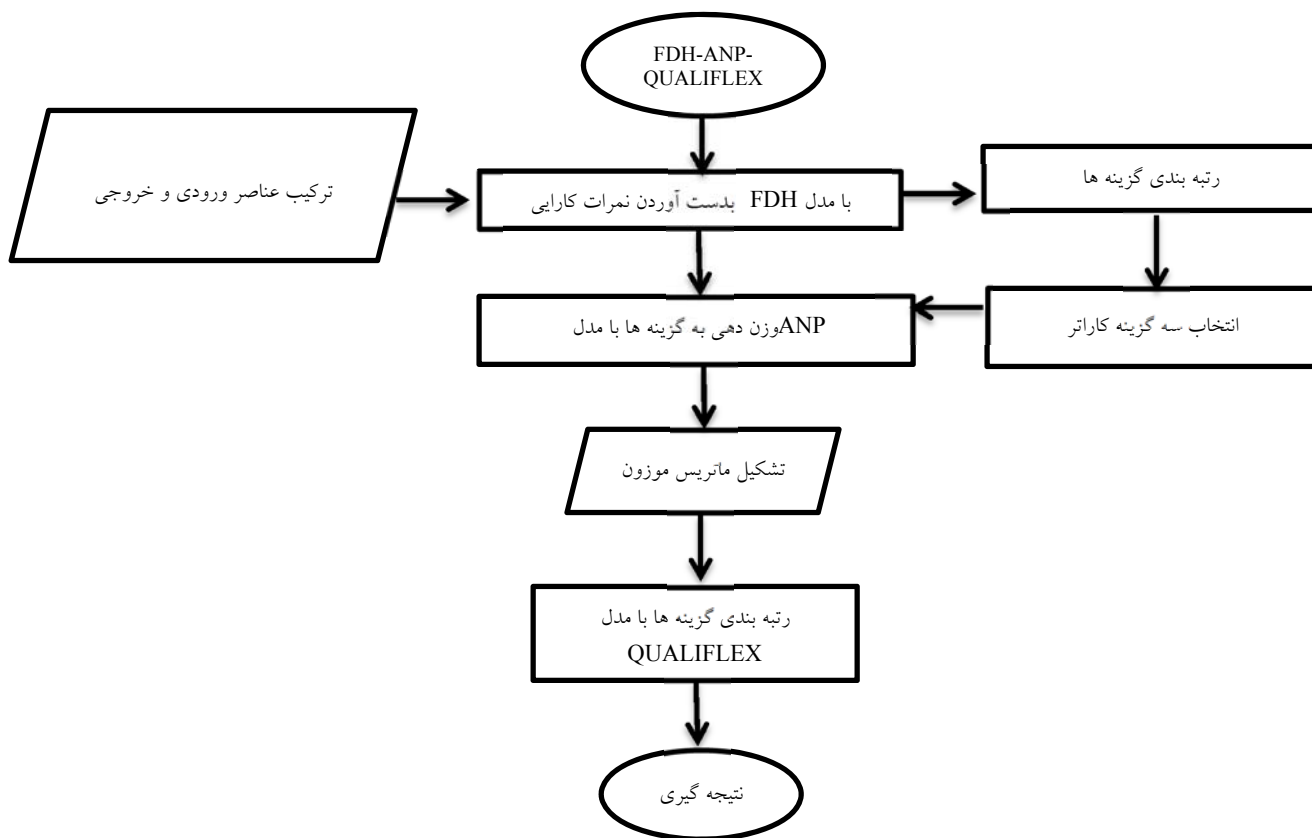 FDH-ANP-
QUALIFLEX
ترکیب عناصر ورودی و خروجی
با مدل FDH بدست آوردن نمرات کارایی
رتبه بندی گزینه ها
ANPوزن دهی به گزینه ها با مدل
انتخاب سه گزینه کاراتر
تشکیل ماتریس موزون
رتبه بندی گزینه ها با مدل
QUALIFLEX
نتیجه گیری